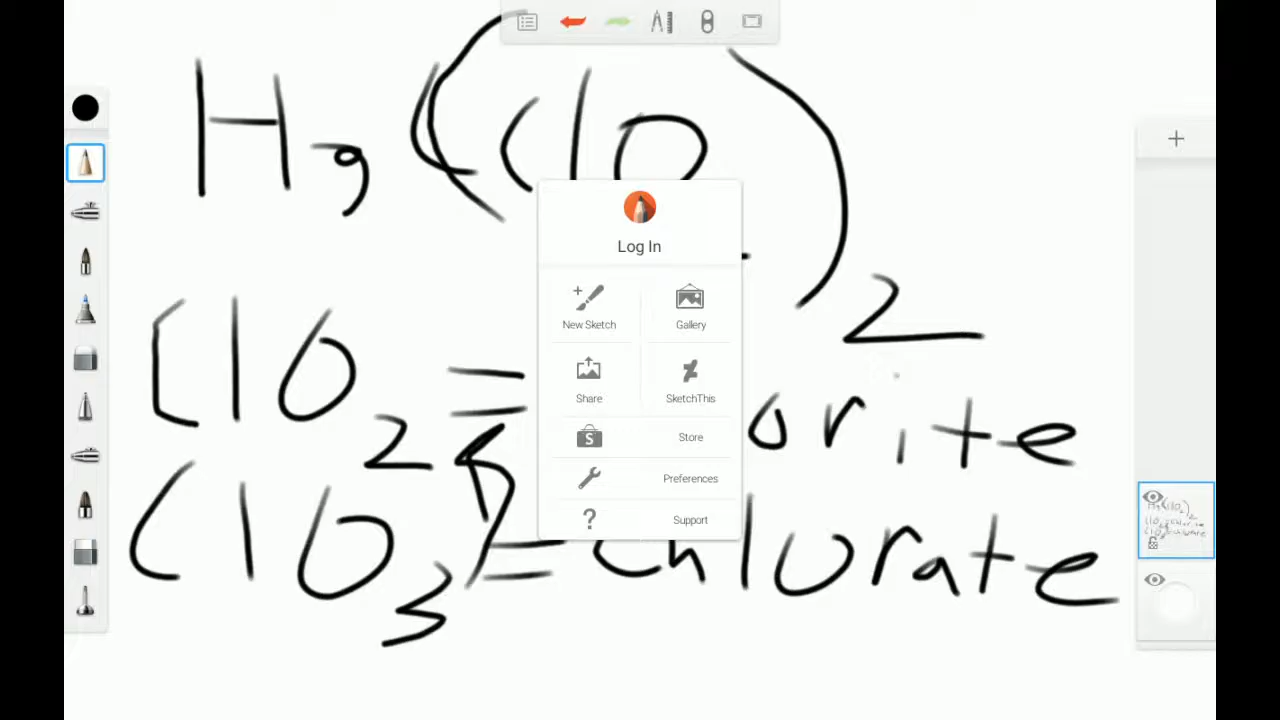 Hg(ClO
2
Log In
New Sketch
Gallery
Share
SketchThis
S
Store
Preferences
?
Support
ClO2 = orite
ClO3 = chlorate